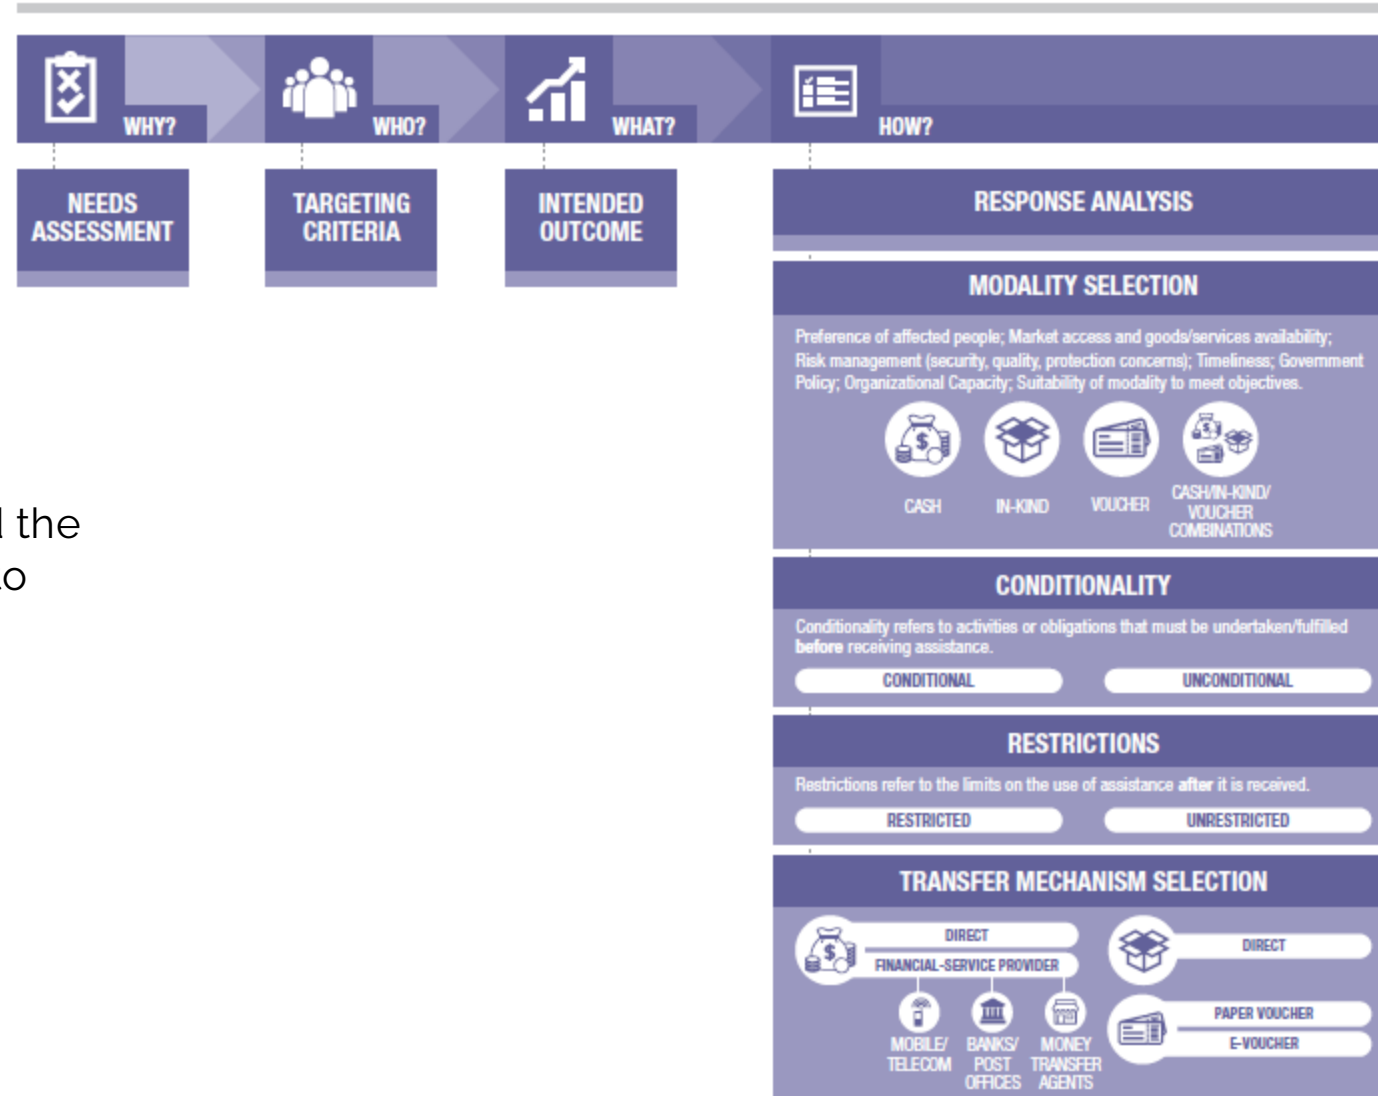 WHY?
WHO?
WHAT?
HOW?
NEEDS
ASSESSMENT
TARGETING
CRITERIA
INTENDED
OUTCOME
the
RESPONSE ANALYSIS
MODALITY SELECTION
Preference of affected people; Market access and goods/services availability;
Risk management (security, quality, protection concerns); Timeliness; Government
Policy; Organizational Capacity; Suitability of modality to meet objectives.
CASH
IN-KIND
VOUCHER
CASH/IN-KIND/
VOUCHER
COMBINATIONS
CONDITIONALITY
Conditionality refers to activities or obligations that must be undertaken/fulfilled
before receiving assistance.
CONDITIONAL
UNCONDITIONAL
RESTRICTIONS
Restrictions refer to the limits on the use of assistance after it is received.
RESTRICTED
UNRESTRICTED
TRANSFER MECHANISM SELECTION
DIRECT
FINANCIAL-SERVICE PROVIDER
MOBILE/
TELECOM
BANKS/
POST
OFFICES
MONEY
TRANSFER
AGENTS
DIRECT
PAPER VOUCHER
E-VOUCHER